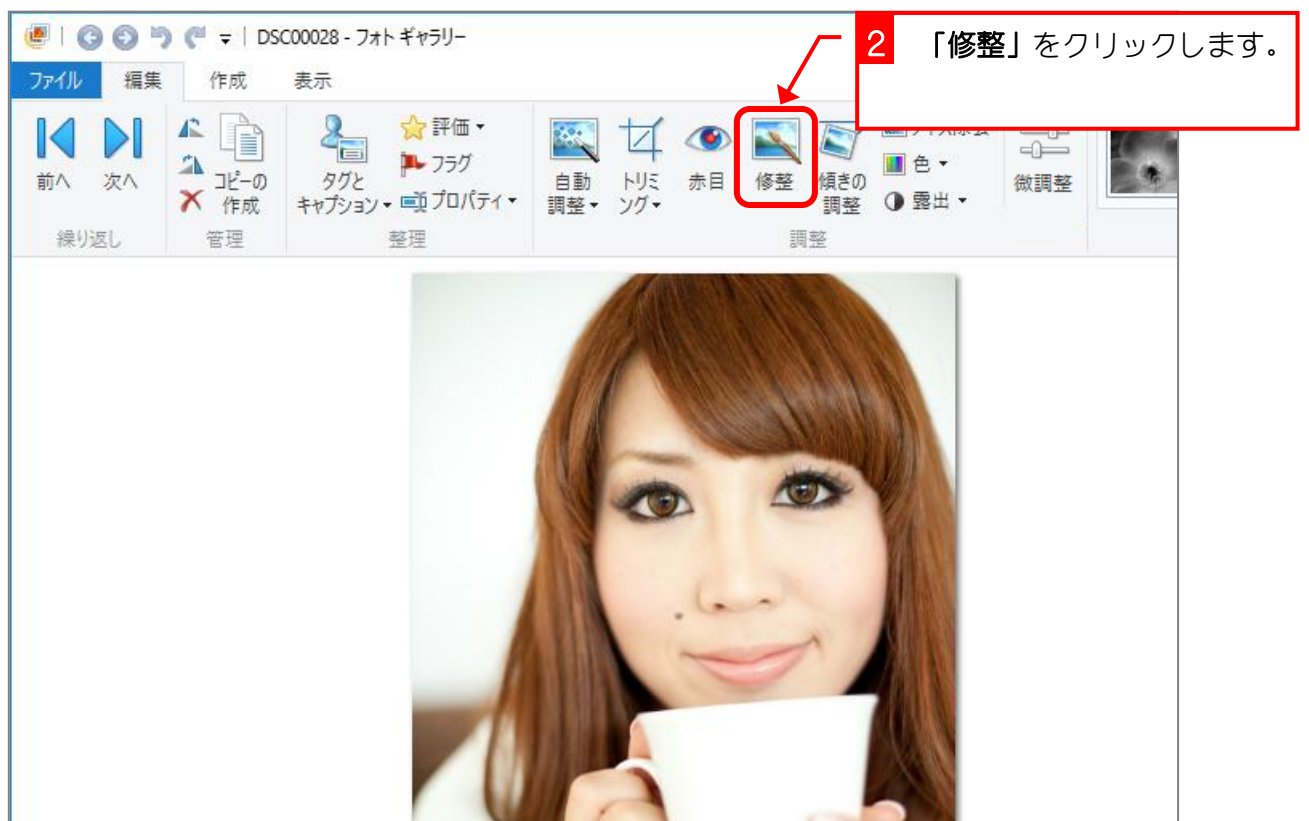 DSC00028 - フォト ギャラリー
2 「修整」をクリックします。
ファイル 編集 作成 表示
前へ 次へ
コピーの
作成
タグと
キャプション
評価
フラグ
プロパティ
自動
調整
トリミ
ング
赤目
修整
傾きの
調整
色
露出
微調整
繰り返し 管理 整理 調整